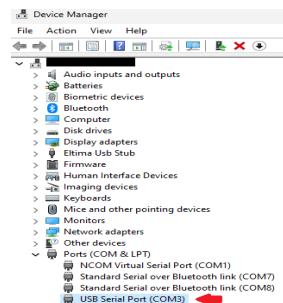 Device Manager
File Action View Help
Audio inputs and outputs
Batteries
Biometric devices
Bluetooth
Computer
Disk drives
Display adapters
Eltima Usb Stub
Firmware
Human Interface Devices
Imaging devices
Keyboards
Mice and other pointing devices
Monitors
Network adapters
Other devices
Ports (COM & LPT)
NCOM Virtual Serial Port (COM1)
Standard Serial over Bluetooth link (COM7)
Standard Serial over Bluetooth link (COM8)
USB Serial Port (COM3)